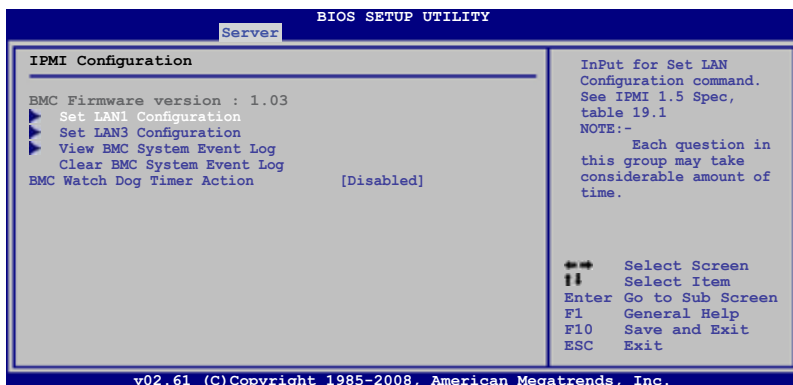 BIOS SETUP UTILITY
Server
IPMI Configuration
BMC Firmware version : 1.03
Set LAN1 Configuration
Set LAN3 Configuration
View BMC System Event Log
Clear BMC System Event Log
BMC Watch Dog Timer Action [Disabled]
InPut for Set LAN
Configuration command.
See IPMI 1.5 Spec,
table 19.1
NOTE:-
Each question in
this group may take
considerable amount of
time.
Select Screen
Select Item
Enter Go to Sub Screen
F1 General Help
F10 Save and Exit
ESC Exit
v02.61 (C)Copyright 1985-2008, American Megatrends, Inc.